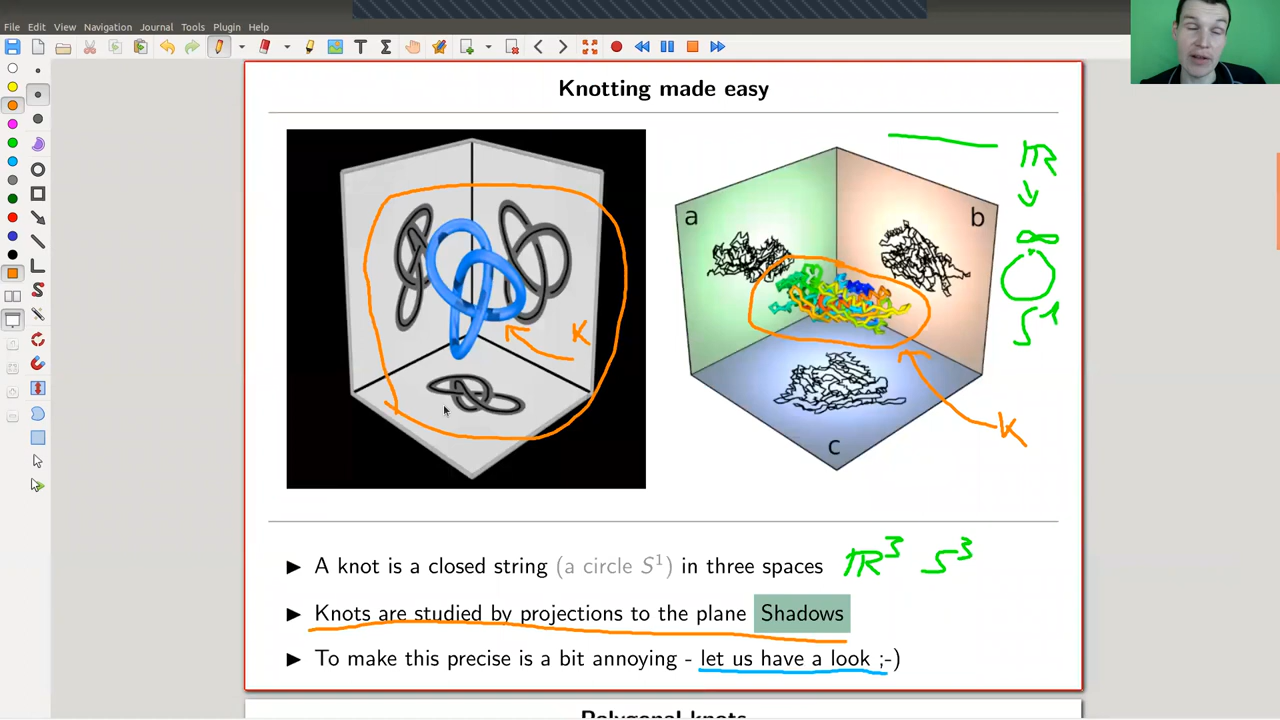 File Edit View Navigation Journal Tools Plugin Help
Knotting made easy
a
b
c
K
K
ℝ
↓
∞
S¹
▶ A knot is a closed string (a circle S¹) in three spaces ℝ³ S³
▶ Knots are studied by projections to the plane Shadows
▶ To make this precise is a bit annoying - let us have a look ;-)
Polygonal knots